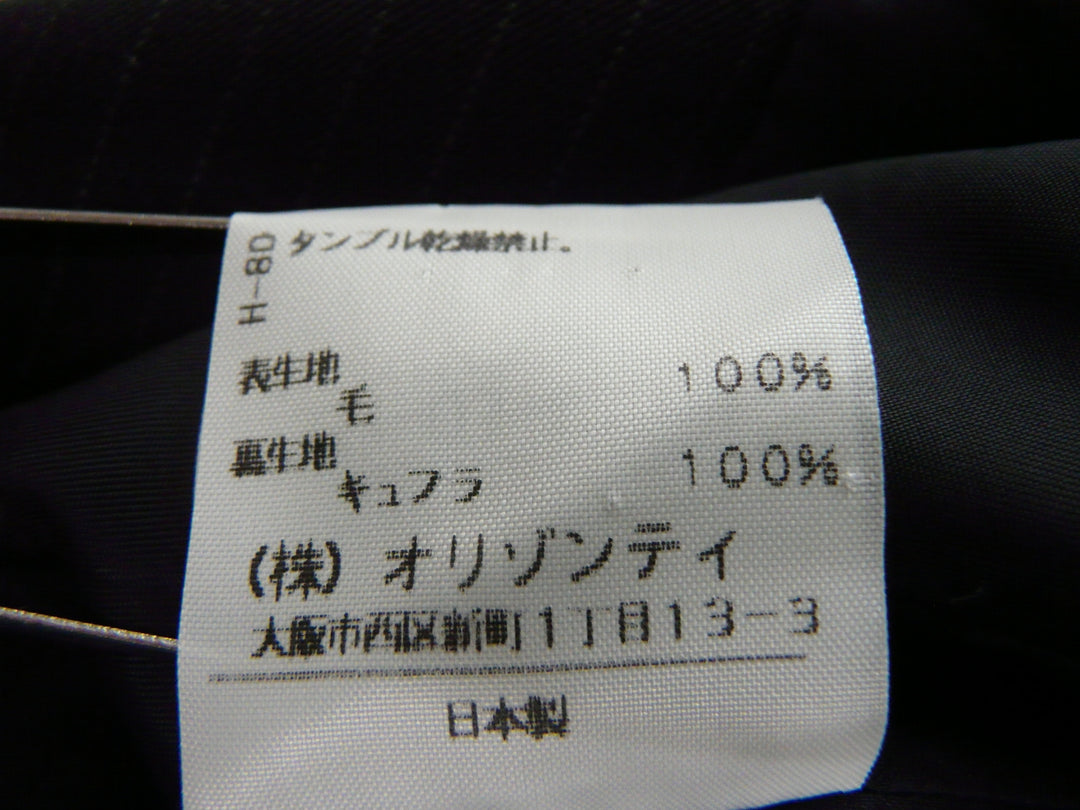 タンブル乾燥禁止。
H-80
表生地
毛 100%
裏生地
キュプラ 100%
(株) オリゾンティ
大阪市西区新町1丁目13-3
日本製